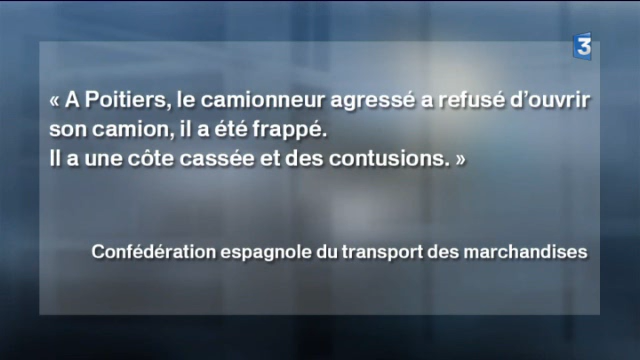 3
« A Poitiers, le camionneur agressé a refusé d'ouvrir
son camion, il a été frappé.
Il a une côte cassée et des contusions. »
Confédération espagnole du transport des marchandises